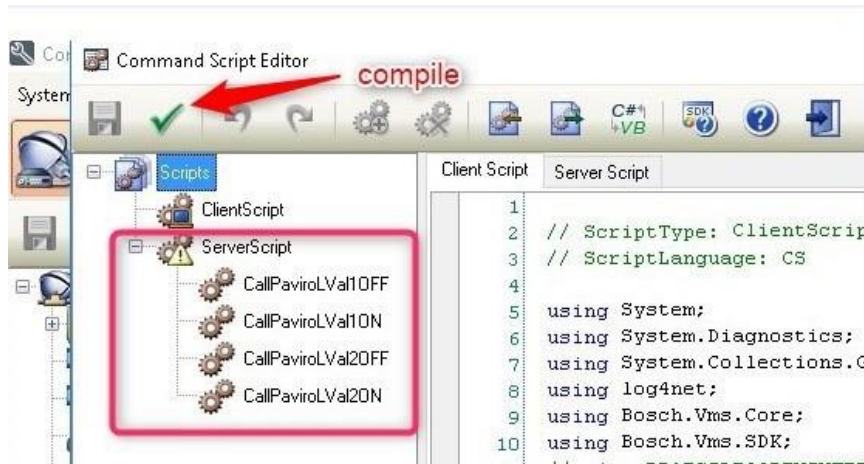 Cor
Command Script Editor
compile
System
C#
VB
SDK
Scripts
ClientScript
ServerScript
CallPaviroLVal1OFF
CallPaviroLVal1ON
CallPaviroLVal2OFF
CallPaviroLVal2ON
Client Script
Server Script
1
2 // ScriptType: ClientScrip
3 // ScriptLanguage: CS
4
5 using System;
6 using System.Diagnostics;
7 using System.Collections.G
8 using log4net;
9 using Bosch.Vms.Core;
10 using Bosch.Vms.SDK;